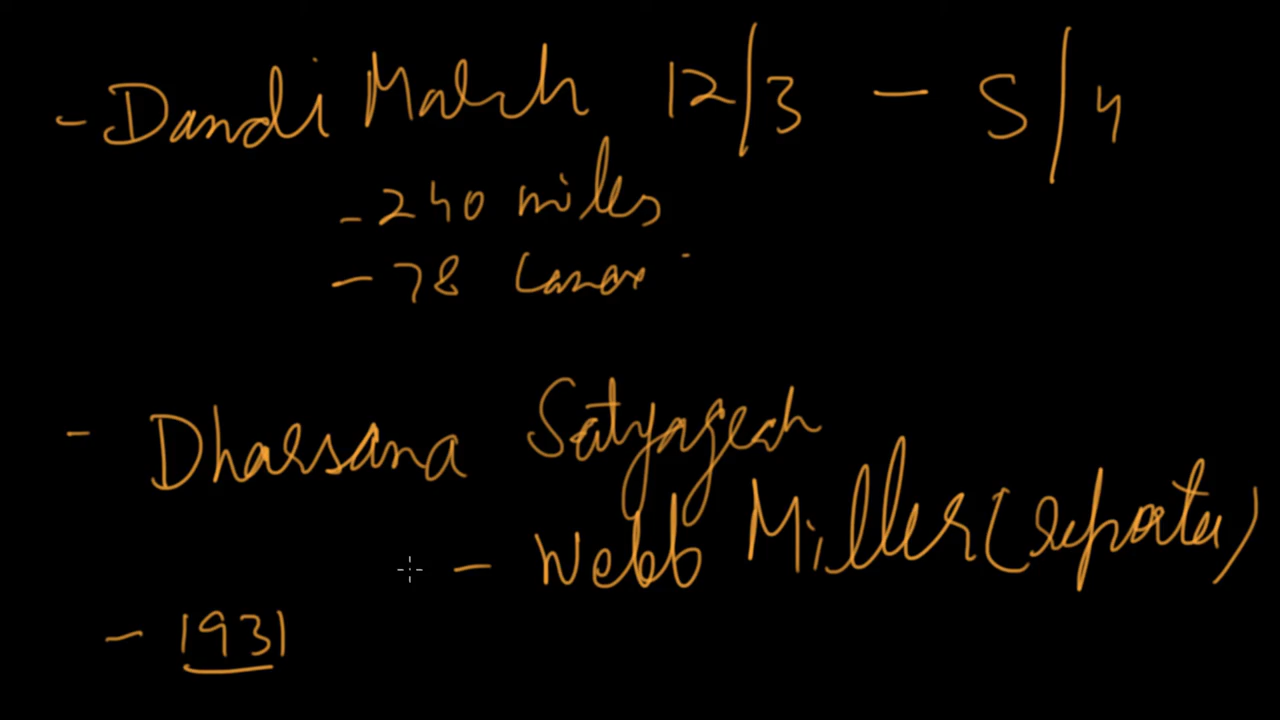 - Dandi March 12/3 - 5/4
- 240 miles
- 78
- Dharsana Satyagrah
- Webb Miller (reporter)
- 1931